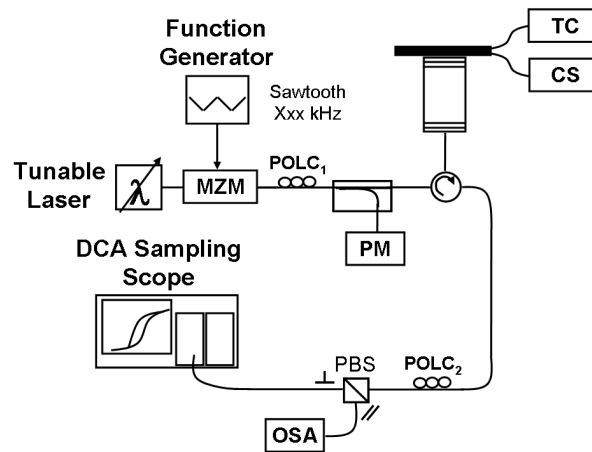 Function
Generator
Sawtooth
Xxx kHz
TC
CS
Tunable
Laser
λ
MZM
POLC1
PM
DCA Sampling
Scope
PBS
POLC2
OSA